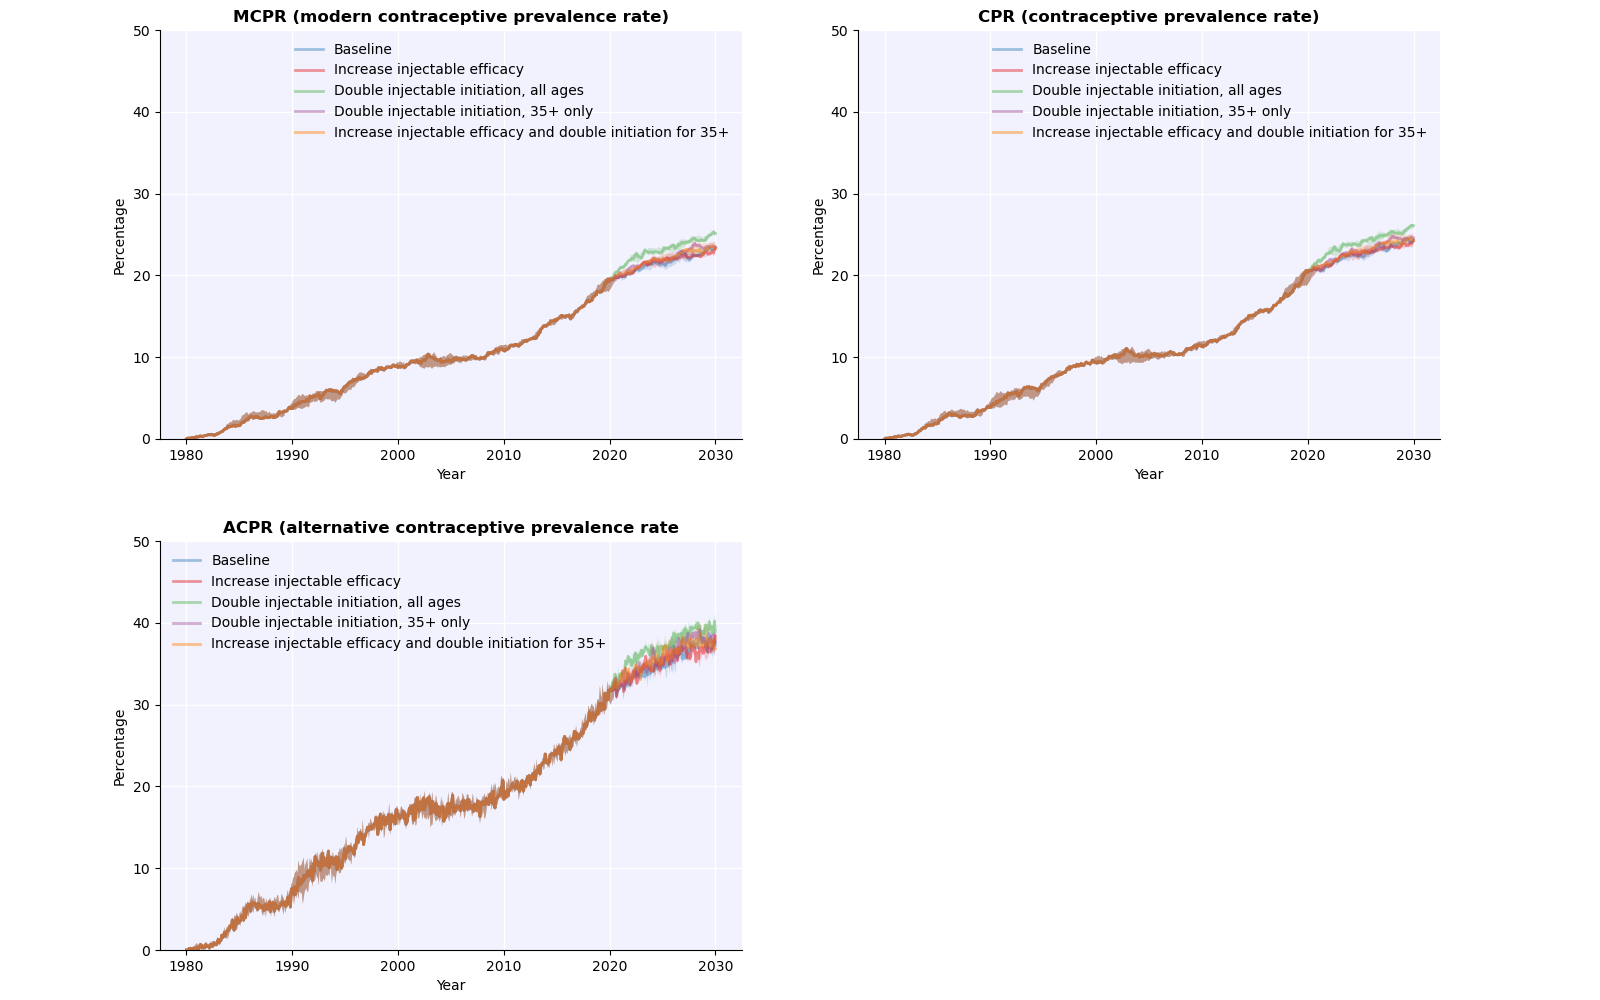 MCPR (modern contraceptive prevalence rate)
50
40
30
20
10
0
Percentage
Baseline
Increase injectable efficacy
Double injectable initiation, all ages
Double injectable initiation, 35+ only
Increase injectable efficacy and double initiation for 35+
1980 1990 2000 2010 2020 2030
Year
CPR (contraceptive prevalence rate)
50
40
30
20
10
0
Percentage
Baseline
Increase injectable efficacy
Double injectable initiation, all ages
Double injectable initiation, 35+ only
Increase injectable efficacy and double initiation for 35+
1980 1990 2000 2010 2020 2030
Year
ACPR (alternative contraceptive prevalence rate
50
40
30
20
10
0
Percentage
Baseline
Increase injectable efficacy
Double injectable initiation, all ages
Double injectable initiation, 35+ only
Increase injectable efficacy and double initiation for 35+
1980 1990 2000 2010 2020 2030
Year